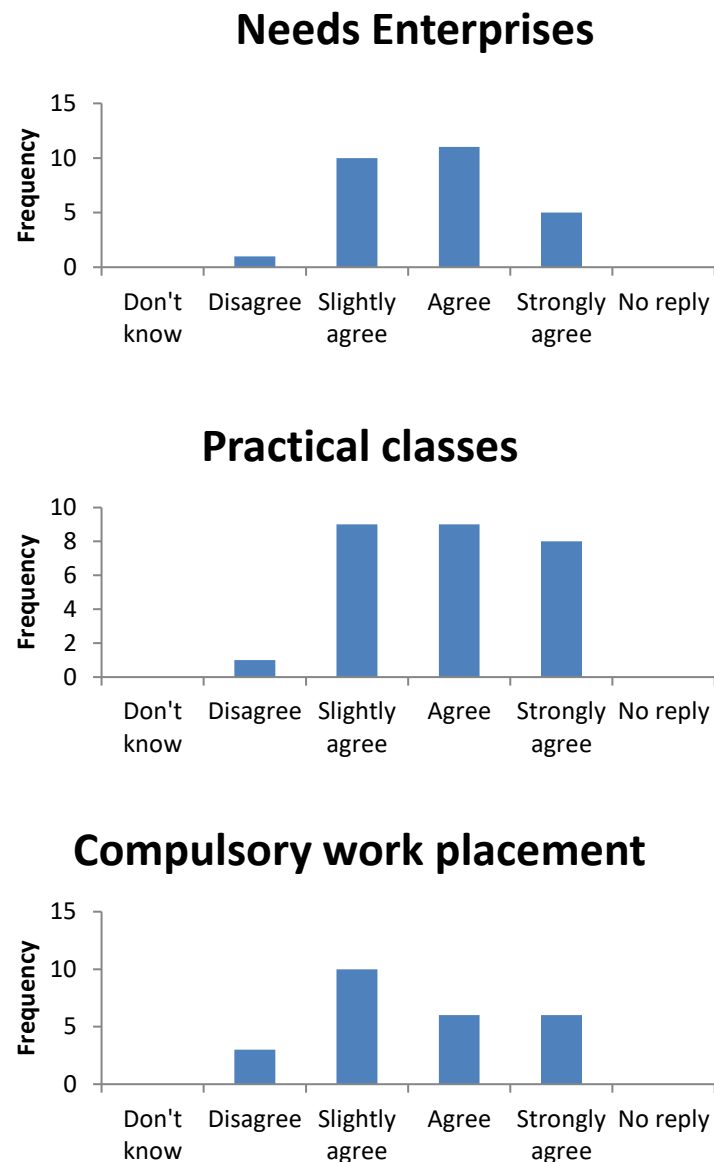 Needs Enterprises
15
10
5
0
Frequency
Don't Disagree Slightly Agree Strongly No reply
know agree agree
Practical classes
10
8
6
4
2
0
Frequency
Don't Disagree Slightly Agree Strongly No reply
know agree agree
Compulsory work placement
15
10
5
0
Frequency
Don't Disagree Slightly Agree Strongly No reply
know agree agree